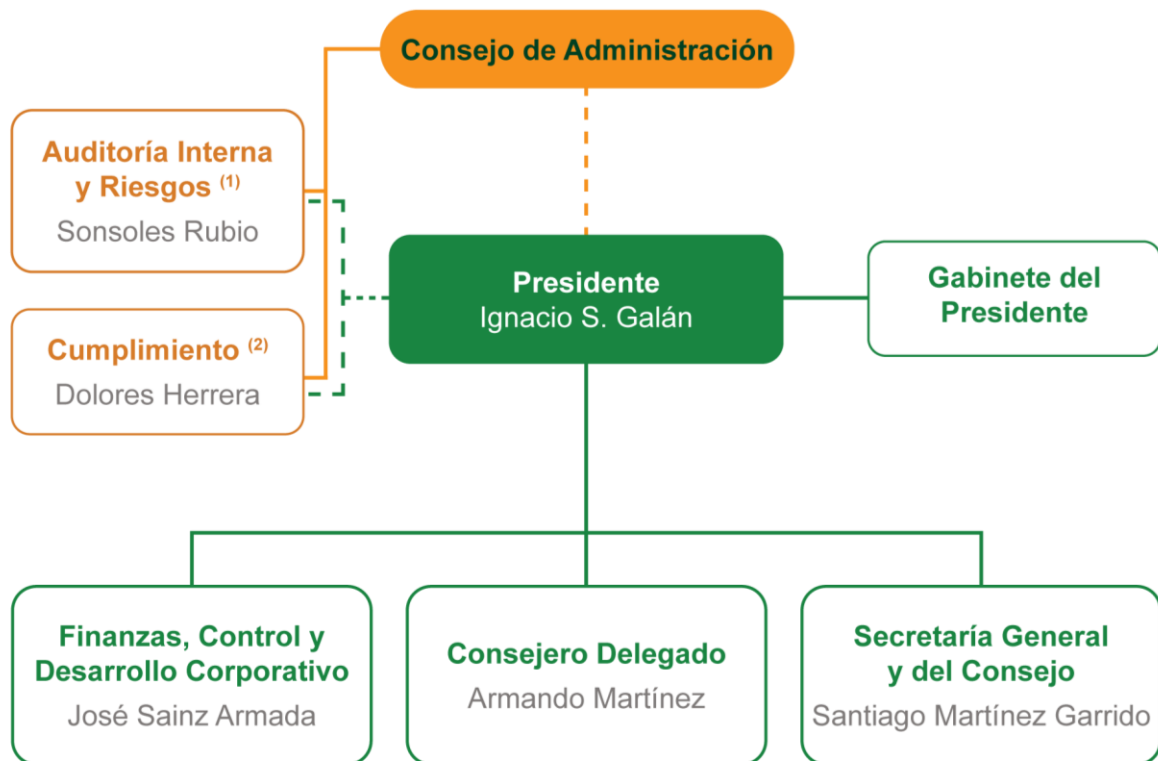 Consejo de Administración
Auditoría Interna
y Riesgos (1)
Sonsoles Rubio
Presidente
Ignacio S. Galán
Gabinete del
Presidente
Cumplimiento (2)
Dolores Herrera
Finanzas, Control y
Desarrollo Corporativo
José Sainz Armada
Consejero Delegado
Armando Martínez
Secretaría General
y del Consejo
Santiago Martínez Garrido